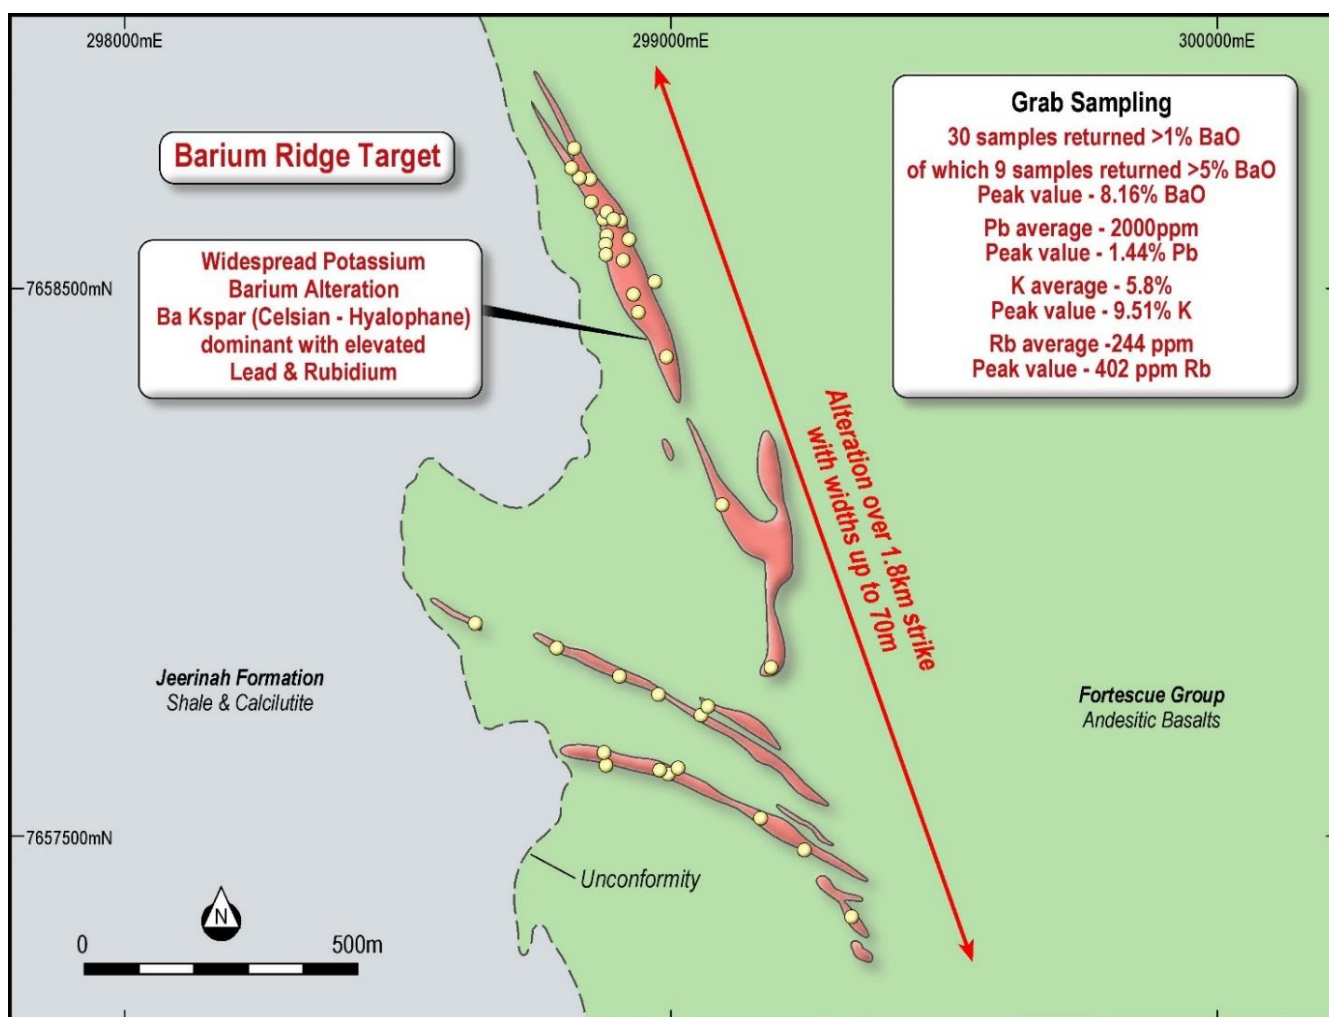 298000mE
299000mE
300000mE
Barium Ridge Target
Grab Sampling
30 samples returned >1% BaO
of which 9 samples returned >5% BaO
Peak value - 8.16% BaO
Pb average - 2000ppm
Peak value - 1.44% Pb
K average - 5.8%
Peak value - 9.51% K
Rb average -244 ppm
Peak value - 402 ppm Rb
Widespread Potassium
Barium Alteration
Ba Kspar (Celsian - Hyalophane)
dominant with elevated
Lead & Rubidium
7658500mN
Alteration over 1.8km strike
with widths up to 70m
Jeerinah Formation
Shale & Calcilutite
Fortescue Group
Andesitic Basalts
7657500mN
Unconformity
N
0
500m